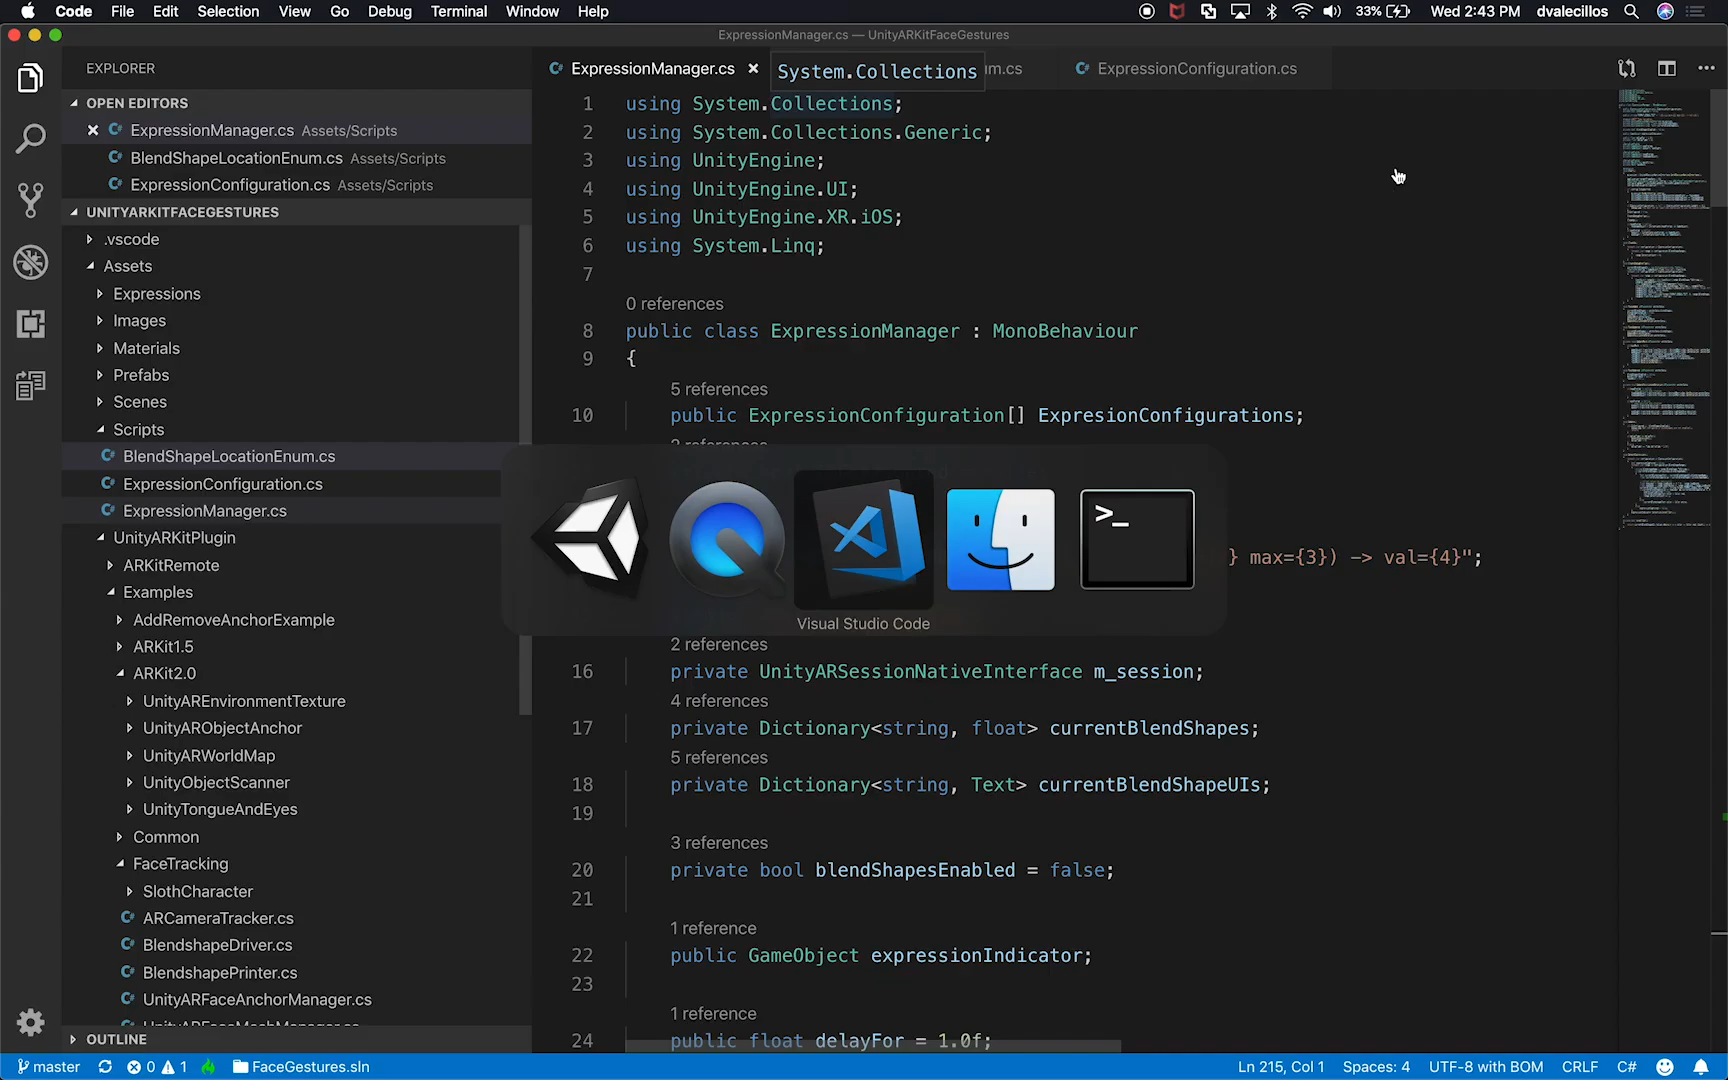 Code File Edit Selection View Go Debug Terminal Window Help
33% Wed 2:43 PM dvalecillos
ExpressionManager.cs — UnityARKitFaceGestures
EXPLORER
OPEN EDITORS
ExpressionManager.cs Assets/Scripts
BlendShapeLocationEnum.cs Assets/Scripts
ExpressionConfiguration.cs Assets/Scripts
UNITYARKITFACEGESTURES
.vscode
Assets
Expressions
Images
Materials
Prefabs
Scenes
Scripts
BlendShapeLocationEnum.cs
ExpressionConfiguration.cs
ExpressionManager.cs
UnityARKitPlugin
ARKitRemote
Examples
AddRemoveAnchorExample
ARKit1.5
ARKit2.0
UnityAREnvironmentTexture
UnityARObjectAnchor
UnityARWorldMap
UnityObjectScanner
UnityTongueAndEyes
Common
FaceTracking
SlothCharacter
ARCameraTracker.cs
BlendshapeDriver.cs
BlendshapePrinter.cs
UnityARFaceAnchorManager.cs
OUTLINE
ExpressionManager.cs
System.Collections
m.cs
ExpressionConfiguration.cs
1 using System.Collections;
2 using System.Collections.Generic;
3 using UnityEngine;
4 using UnityEngine.UI;
5 using UnityEngine.XR.iOS;
6 using System.Linq;
7
0 references
8 public class ExpressionManager : MonoBehaviour
9 {
5 references
10 public ExpressionConfiguration[] ExpresionConfigurations;
} max={3}) -> val={4}";
Visual Studio Code
2 references
16 private UnityARSessionNativeInterface m_session;
4 references
17 private Dictionary<string, float> currentBlendShapes;
5 references
18 private Dictionary<string, Text> currentBlendShapeUIs;
19
3 references
20 private bool blendShapesEnabled = false;
21
1 reference
22 public GameObject expressionIndicator;
23
1 reference
24 public float delayFor = 1.0f;
master 0 1 FaceGestures.sln
Ln 215, Col 1 Spaces: 4 UTF-8 with BOM CRLF C#